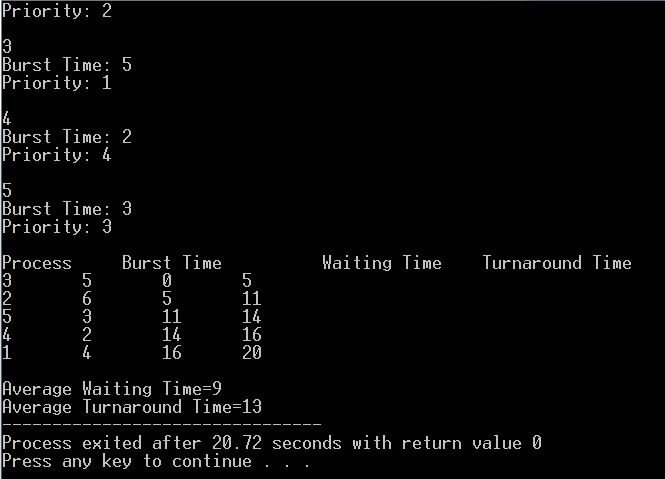 Priority: 2
3
Burst Time: 5
Priority: 1
4
Burst Time: 2
Priority: 4
5
Burst Time: 3
Priority: 3
Process Burst Time Waiting Time Turnaround Time
3 5 0 5
2 6 5 11
5 3 11 14
4 2 14 16
1 4 16 20
Average Waiting Time=9
Average Turnaround Time=13
--------------------------------
Process exited after 20.72 seconds with return value 0
Press any key to continue . . .